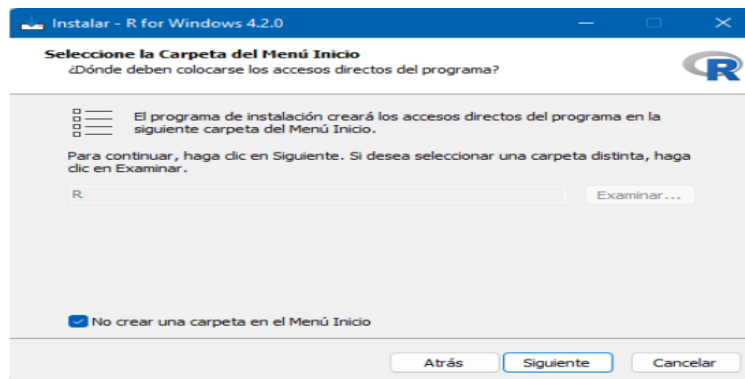 Instalar - R for Windows 4.2.0
Seleccione la Carpeta del Menú Inicio
¿Dónde deben colocarse los accesos directos del programa?
R
El programa de instalación creará los accesos directos del programa en la
siguiente carpeta del Menú Inicio.
Para continuar, haga clic en Siguiente. Si desea seleccionar una carpeta distinta, haga
clic en Examinar.
R
Examinar...
No crear una carpeta en el Menú Inicio
Atrás
Siguiente
Cancelar